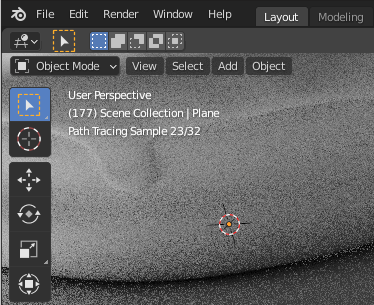 File Edit Render Window Help Layout Modeling
Object Mode View Select Add Object
User Perspective
(177) Scene Collection | Plane
Path Tracing Sample 23/32